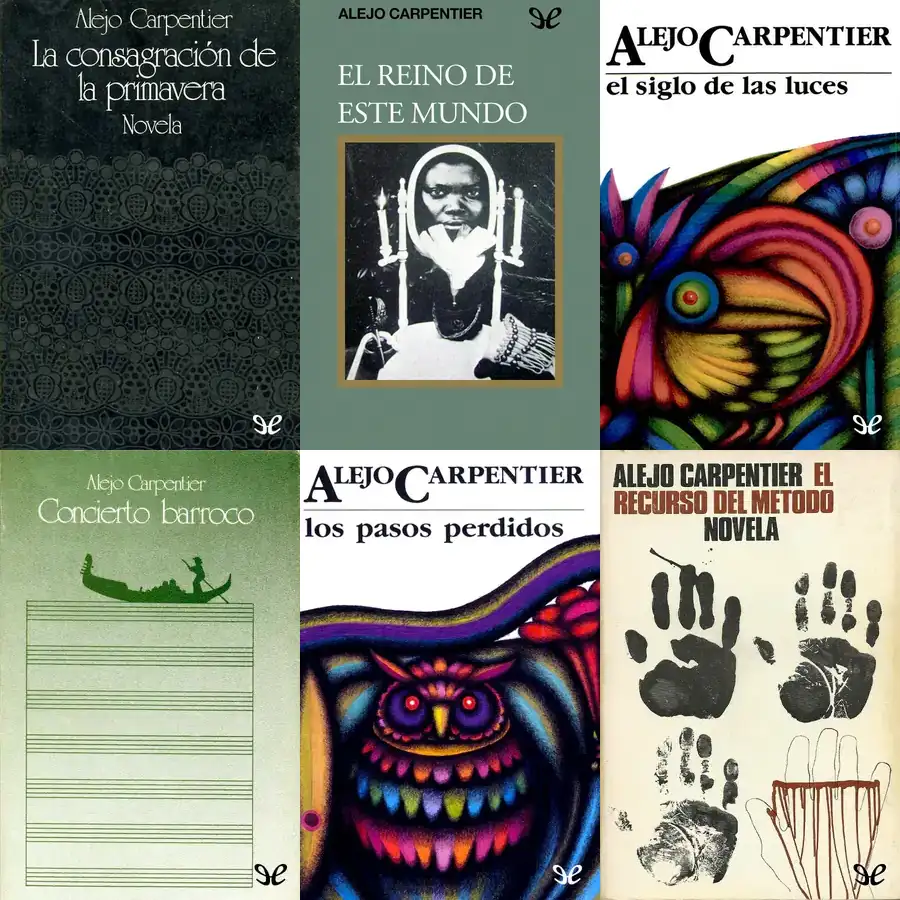 Alejo Carpentier
La consagración de
la primavera
Novela
ALEJO CARPENTIER
EL REINO DE
ESTE MUNDO
ALEJO CARPENTIER
el siglo de las luces
Alejo Carpentier
Concierto barroco
ALEJO CARPENTIER
los pasos perdidos
ALEJO CARPENTIER EL
RECURSO DEL METODO
NOVELA